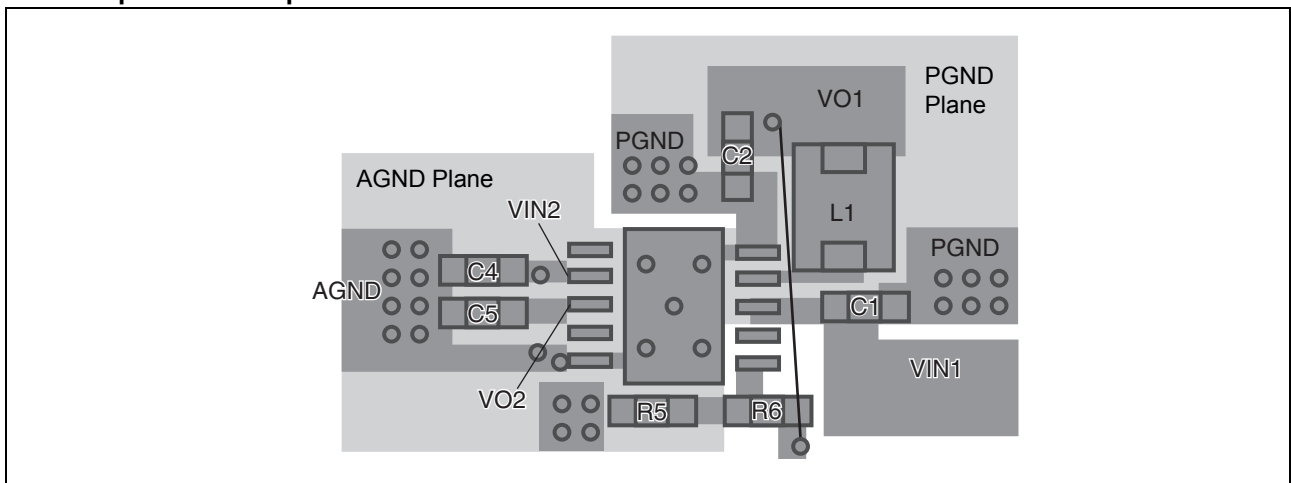 PGND
Plane
VO1
PGND
C2
AGND Plane
VIN2
L1
PGND
C4
AGND
C5
C1
VIN1
VO2
R5
R6